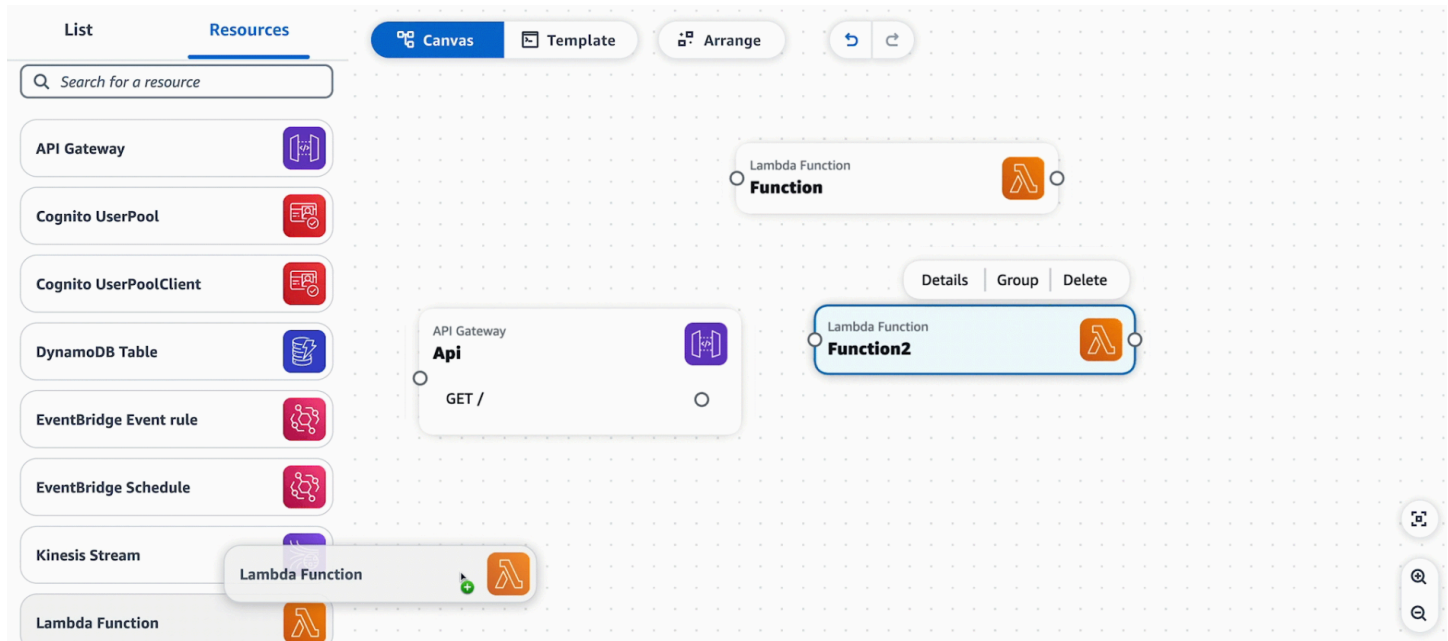 List
Resources
Canvas
Template
Arrange
Search for a resource
API Gateway
Cognito UserPool
Cognito UserPoolClient
DynamoDB Table
EventBridge Event rule
EventBridge Schedule
Kinesis Stream
Lambda Function
Lambda Function
Lambda Function
Function
Details
Group
Delete
Lambda Function
Function2
API Gateway
Api
GET /